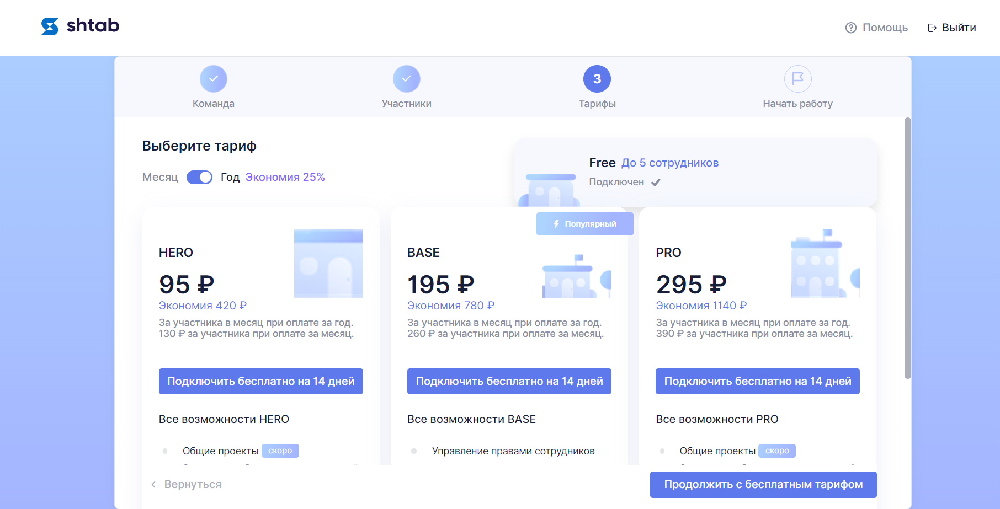 shtab
Помощь
Выйти
Команда
Участники
3
Тарифы
Начать работу
Выберите тариф
Месяц
Год Экономия 25%
Free До 5 сотрудников
Подключен
Популярный
HERO
95 ₽
Экономия 420 ₽
За участника в месяц при оплате за год.
130 ₽ за участника при оплате за месяц.
Подключить бесплатно на 14 дней
Все возможности HERO
Общие проекты скоро
BASE
195 ₽
Экономия 780 ₽
За участника в месяц при оплате за год.
260 ₽ за участника при оплате за месяц.
Подключить бесплатно на 14 дней
Все возможности BASE
Управление правами сотрудников
PRO
295 ₽
Экономия 1140 ₽
За участника в месяц при оплате за год.
390 ₽ за участника при оплате за месяц.
Подключить бесплатно на 14 дней
Все возможности PRO
Общие проекты скоро
Вернуться
Продолжить с бесплатным тарифом